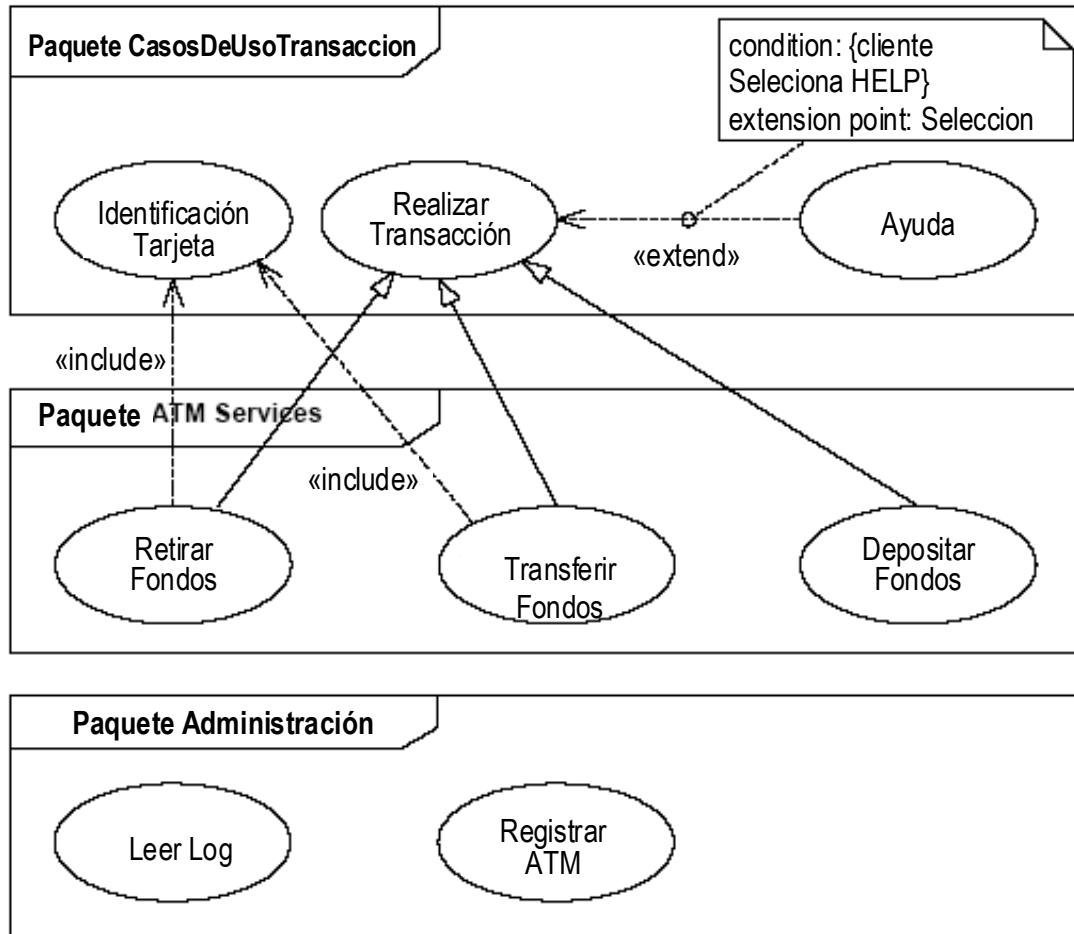 Paquete CasosDeUsoTransaccion
condition: {cliente
Seleciona HELP}
extension point: Seleccion
Identificación
Tarjeta
Realizar
Transacción
Ayuda
«extend»
«include»
Paquete ATM Services
«include»
Retirar
Fondos
Transferir
Fondos
Depositar
Fondos
Paquete Administración
Leer Log
Registrar
ATM